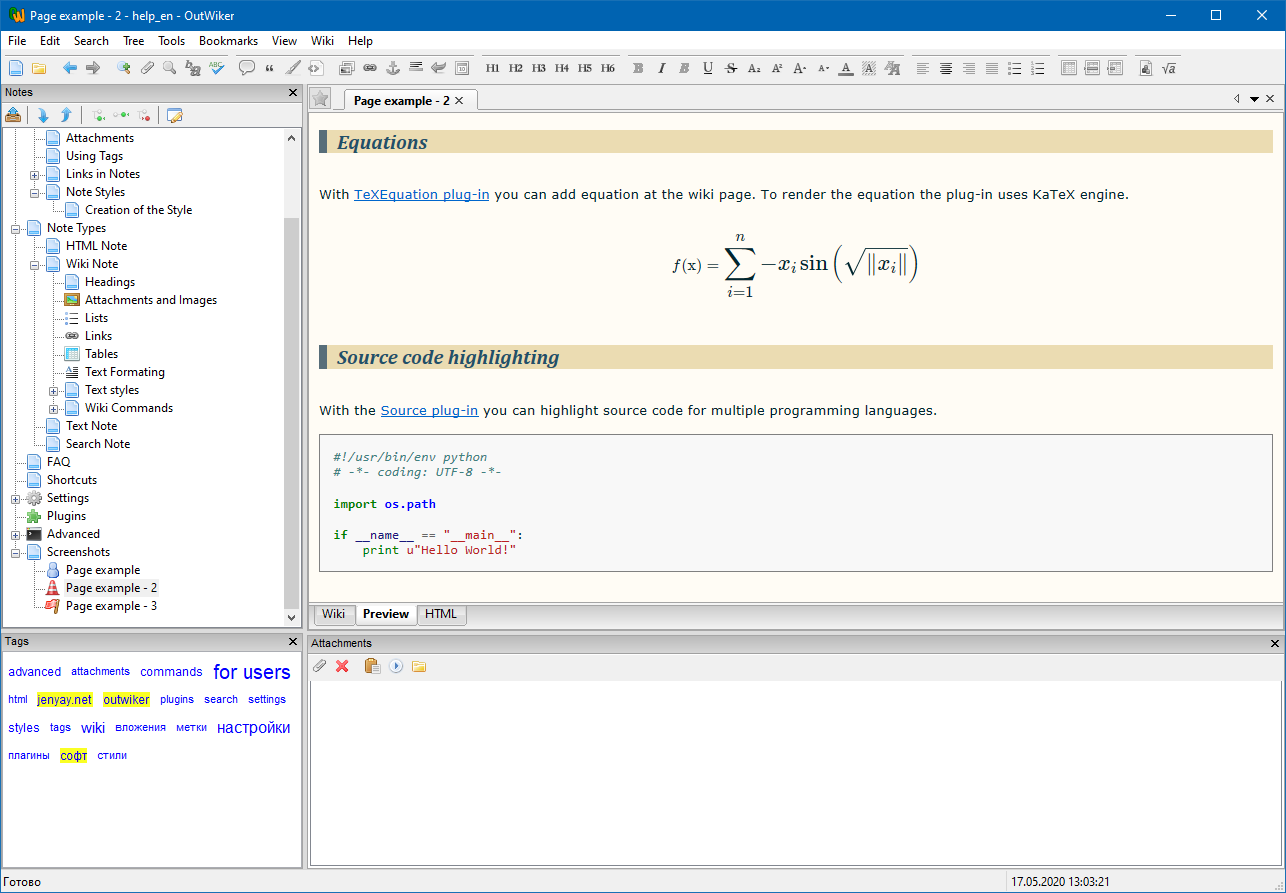 Page example - 2 - help_en - OutWiker
File Edit Search Tree Tools Bookmarks View Wiki Help
H1 H2 H3 H4 H5 H6
Notes
Attachments
Using Tags
Links in Notes
Note Styles
Creation of the Style
Note Types
HTML Note
Wiki Note
Headings
Attachments and Images
Lists
Links
Tables
Text Formating
Text styles
Wiki Commands
Text Note
Search Note
FAQ
Shortcuts
Settings
Plugins
Advanced
Screenshots
Page example
Page example - 2
Page example - 3
Tags
advanced attachments commands for users
html jenyay.net outwiker plugins search settings
styles tags wiki вложения метки настройки
плагины софт стили
Page example - 2
Equations
With TeXEquation plug-in you can add equation at the wiki page. To render the equation the plug-in uses KaTeX engine.
n
f(x) = ∑ −xᵢ sin (√‖xᵢ‖)
i=1
Source code highlighting
With the Source plug-in you can highlight source code for multiple programming languages.
#!/usr/bin/env python
# -*- coding: UTF-8 -*-
import os.path
if __name__ == "__main__":
print u"Hello World!"
Wiki Preview HTML
Attachments
Готово
17.05.2020 13:03:21